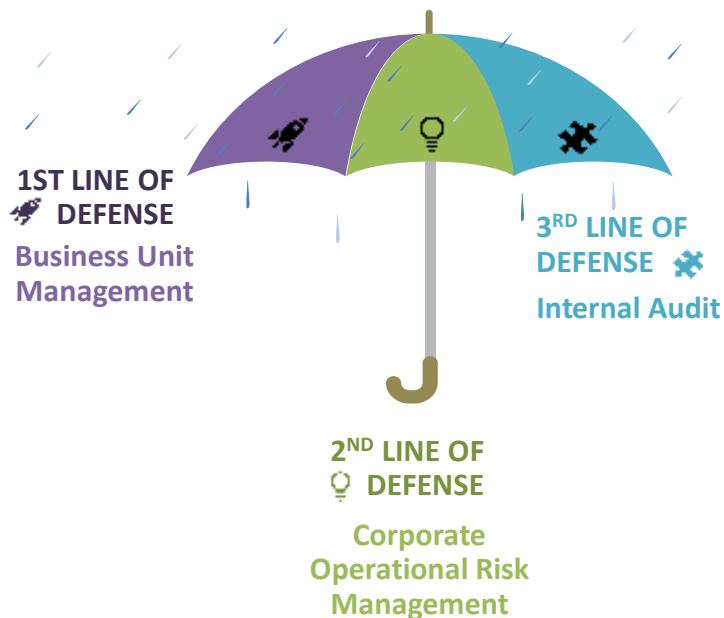 1ST LINE OF
DEFENSE
Business Unit
Management
3RD LINE OF
DEFENSE
Internal Audit
2ND LINE OF
DEFENSE
Corporate
Operational Risk
Management